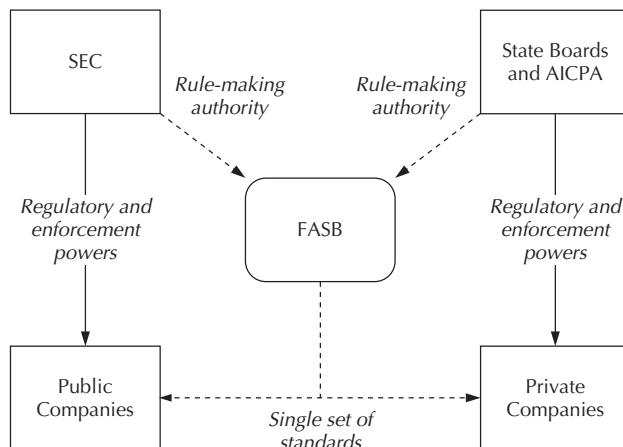 SEC
State Boards
and AICPA
Rule-making
authority
Rule-making
authority
Regulatory and
enforcement
powers
FASB
Regulatory and
enforcement
powers
Public
Companies
Single set of
standards
Private
Companies